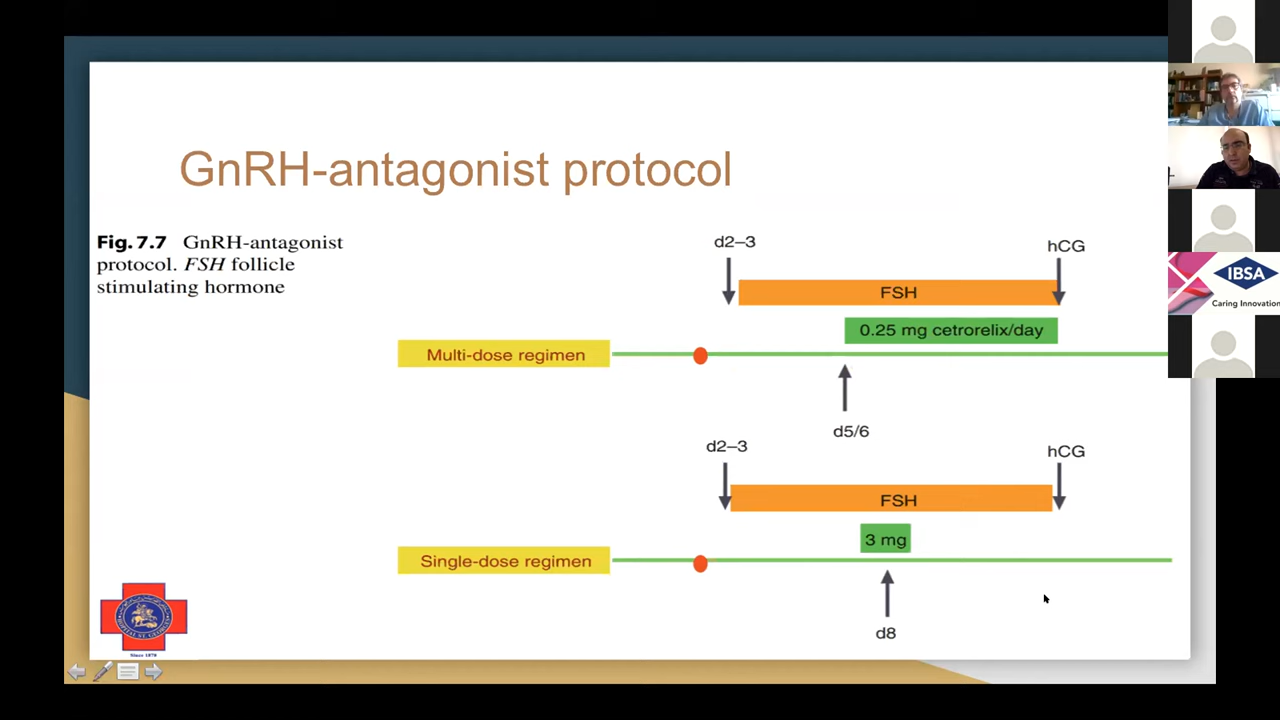 GnRH-antagonist protocol
Fig. 7.7 GnRH-antagonist
protocol. FSH follicle
stimulating hormone
d2–3
hCG
FSH
0.25 mg cetrorelix/day
Multi-dose regimen
d5/6
d2–3
hCG
FSH
3 mg
Single-dose regimen
d8
Since 1878
IBSA
Caring Innovation